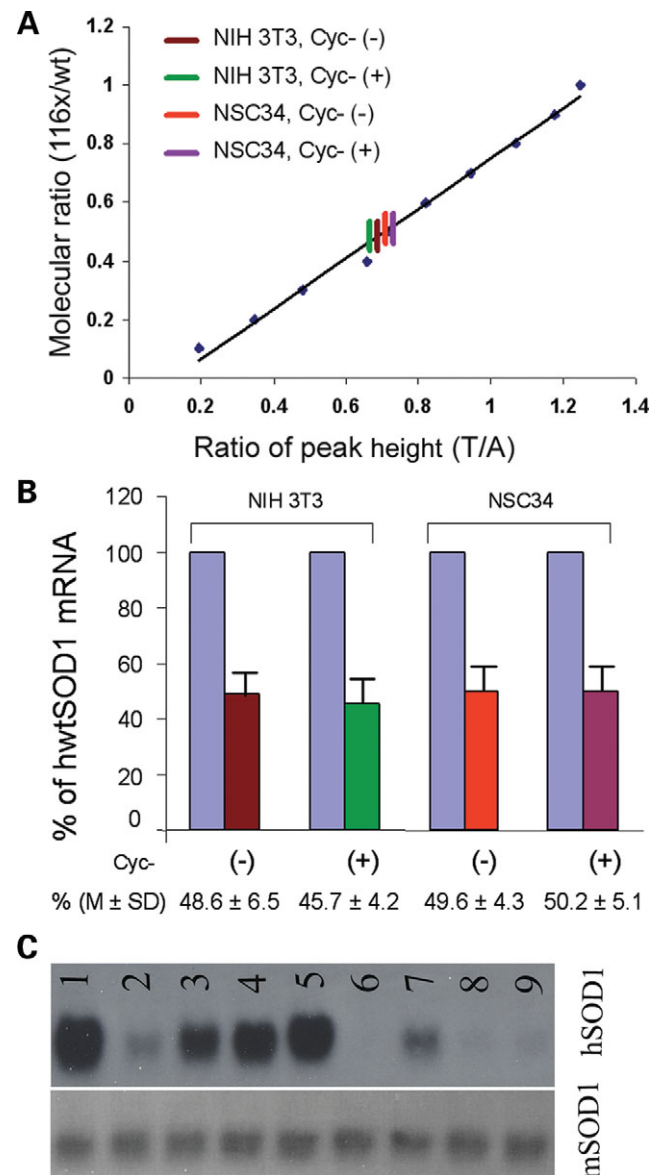 A
1.2
1
0.8
0.6
0.4
0.2
0
Molecular ratio (116x/wt)
NIH 3T3, Cyc- (-)
NIH 3T3, Cyc- (+)
NSC34, Cyc- (-)
NSC34, Cyc- (+)
0 0.2 0.4 0.6 0.8 1 1.2 1.4
Ratio of peak height (T/A)
B
120
100
80
60
40
20
0
% of hwtSOD1 mRNA
NIH 3T3 NSC34
Cyc- (-) (+) (-) (+)
% (M ± SD) 48.6 ± 6.5 45.7 ± 4.2 49.6 ± 4.3 50.2 ± 5.1
C
1 2 3 4 5 6 7 8 9
hSOD1
mSOD1